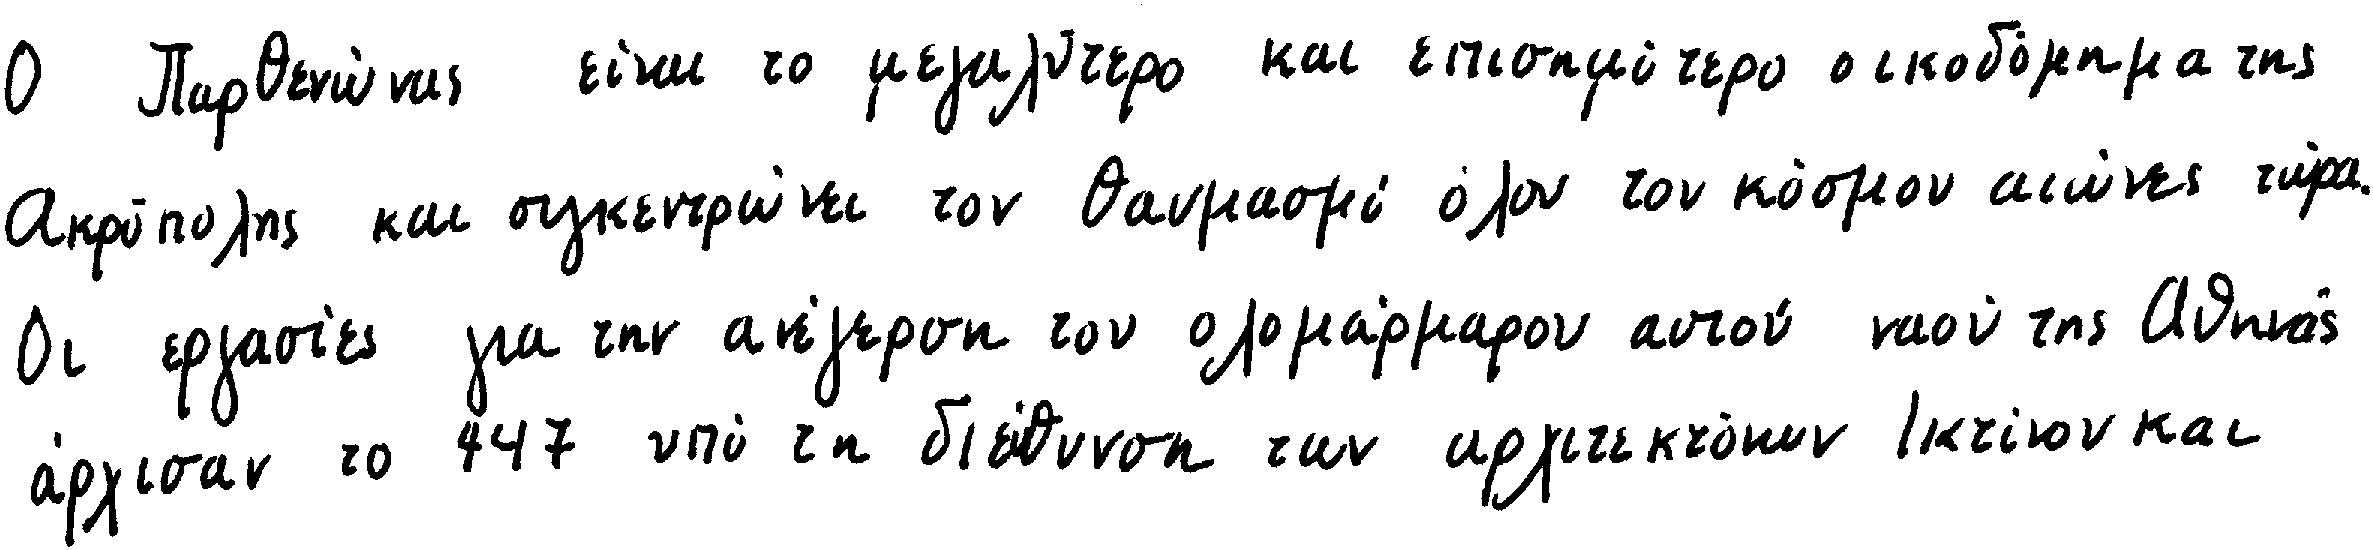 Ο Παρθενώνας είναι το μεγαλύτερο και επισημότερο οικοδόμημα της
Ακρόπολης και συγκεντρώνει τον θαυμασμό όλου του κόσμου αιώνες τώρα.
Οι εργασίες για την ανέγερση του ολομάρμαρου αυτού ναού της Αθηνάς
άρχισαν το 447 υπό τη διεύθυνση των αρχιτεκτόνων Ικτίνου και